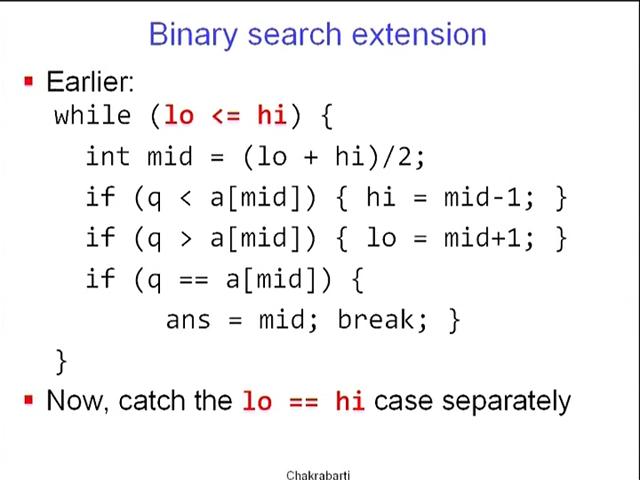 Binary search extension
Earlier:
while (lo <= hi) {
int mid = (lo + hi)/2;
if (q < a[mid]) { hi = mid-1; }
if (q > a[mid]) { lo = mid+1; }
if (q == a[mid]) {
ans = mid; break; }
}
Now, catch the lo == hi case separately
Chakrabarti